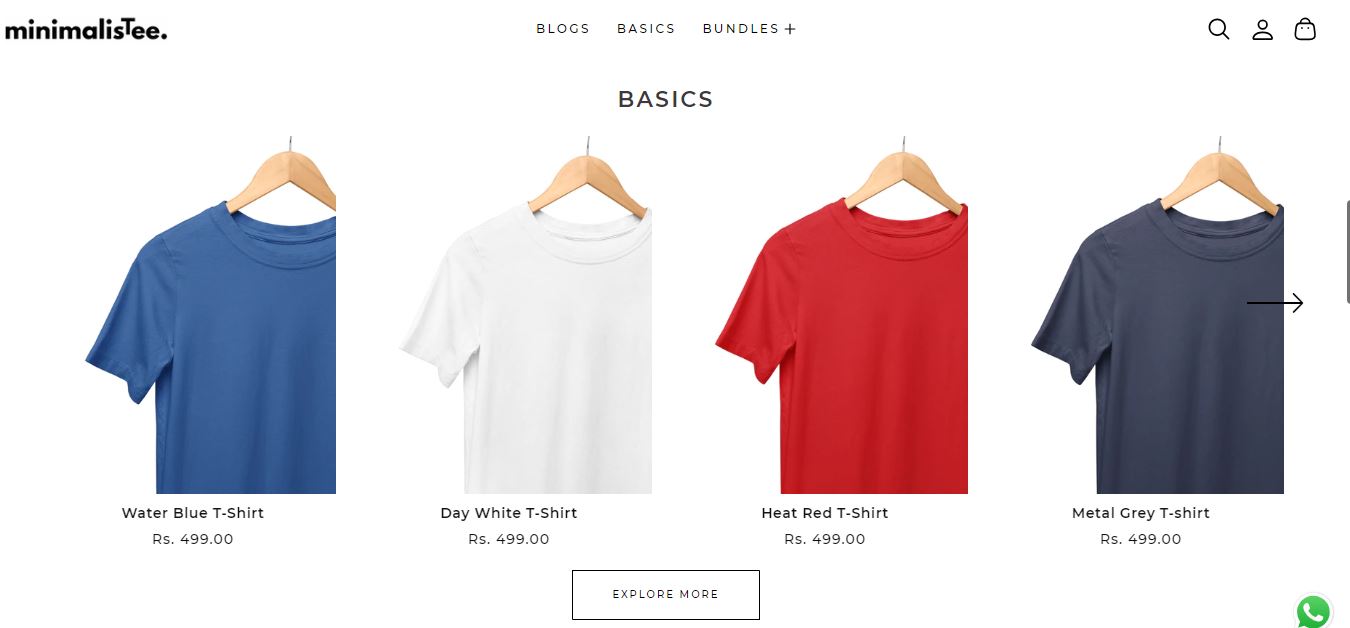 minimalisTee.
BLOGS BASICS BUNDLES +
BASICS
Water Blue T-Shirt
Rs. 499.00
Day White T-Shirt
Rs. 499.00
Heat Red T-Shirt
Rs. 499.00
Metal Grey T-shirt
Rs. 499.00
EXPLORE MORE